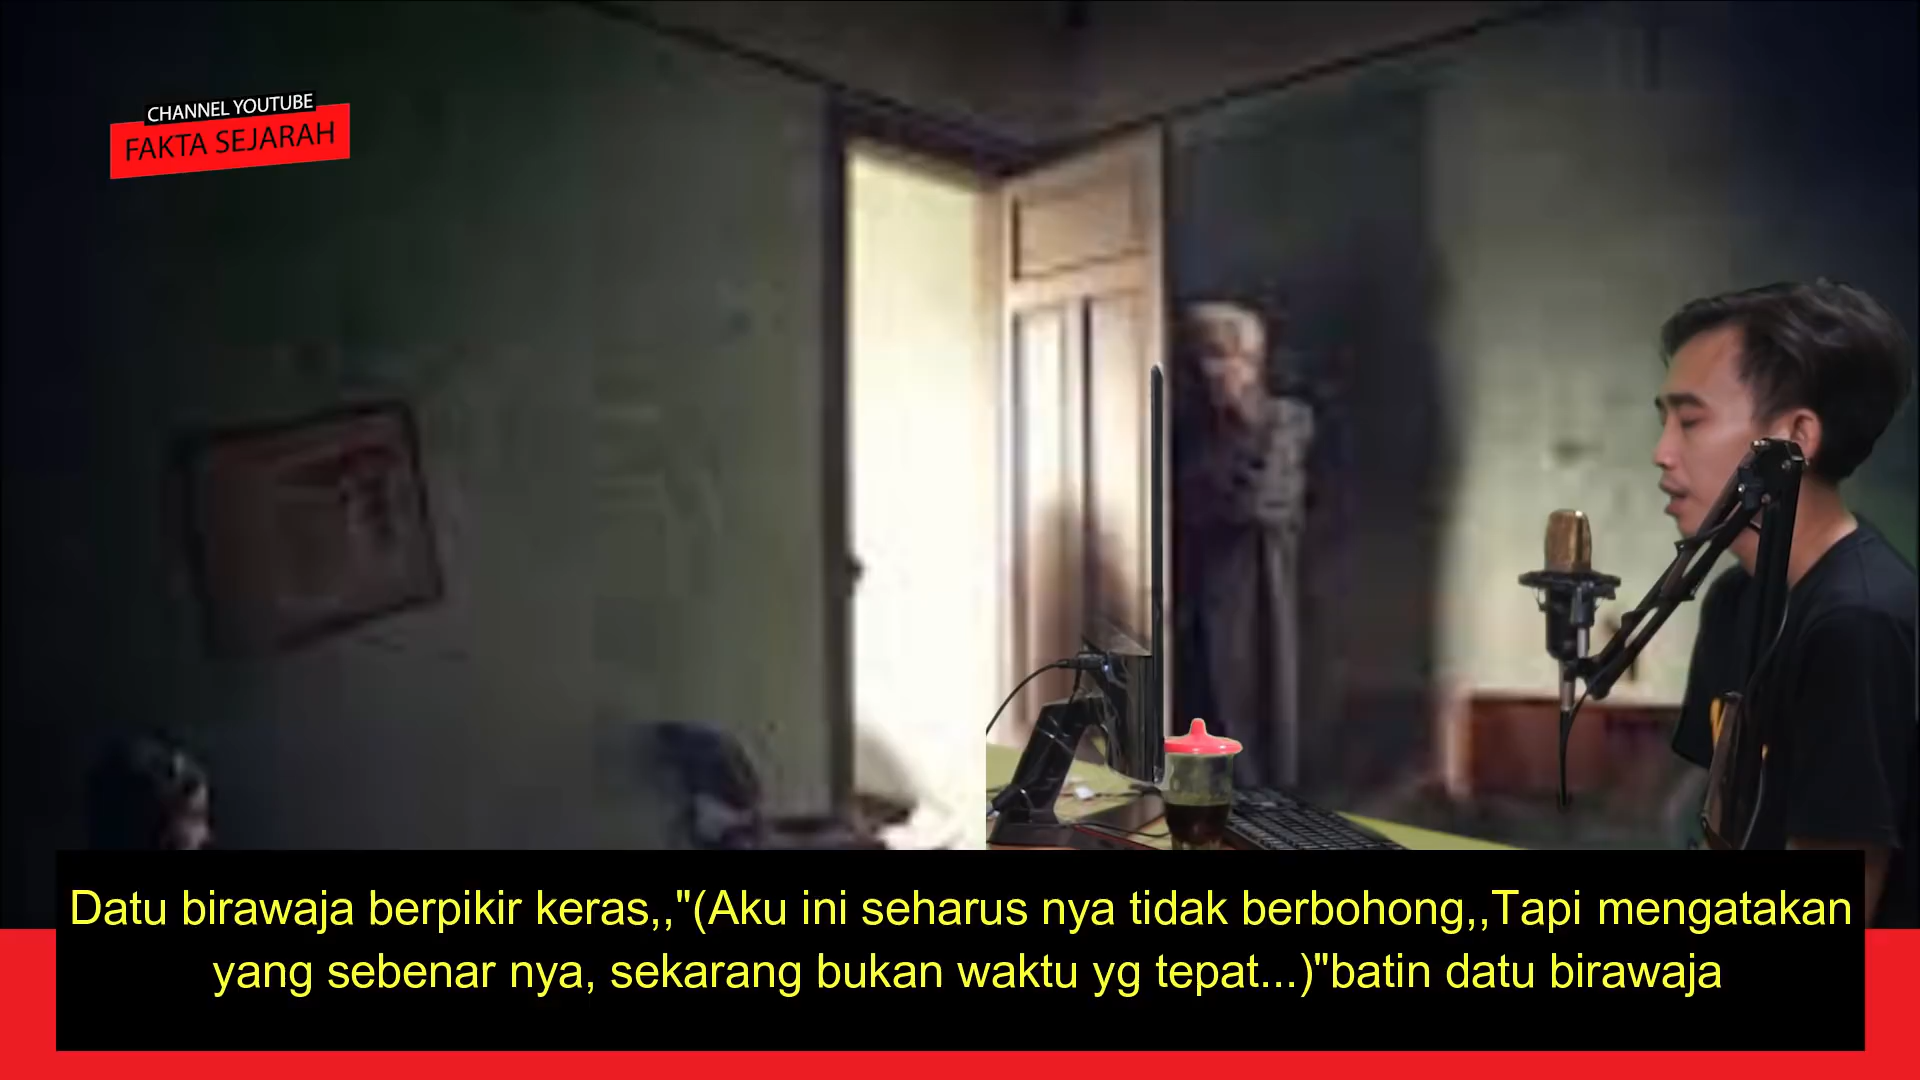 CHANNEL YOUTUBE
FAKTA SEJARAH
Datu birawaja berpikir keras,,"(Aku ini seharus nya tidak berbohong,,Tapi mengatakan
yang sebenar nya, sekarang bukan waktu yg tepat...)"batin datu birawaja